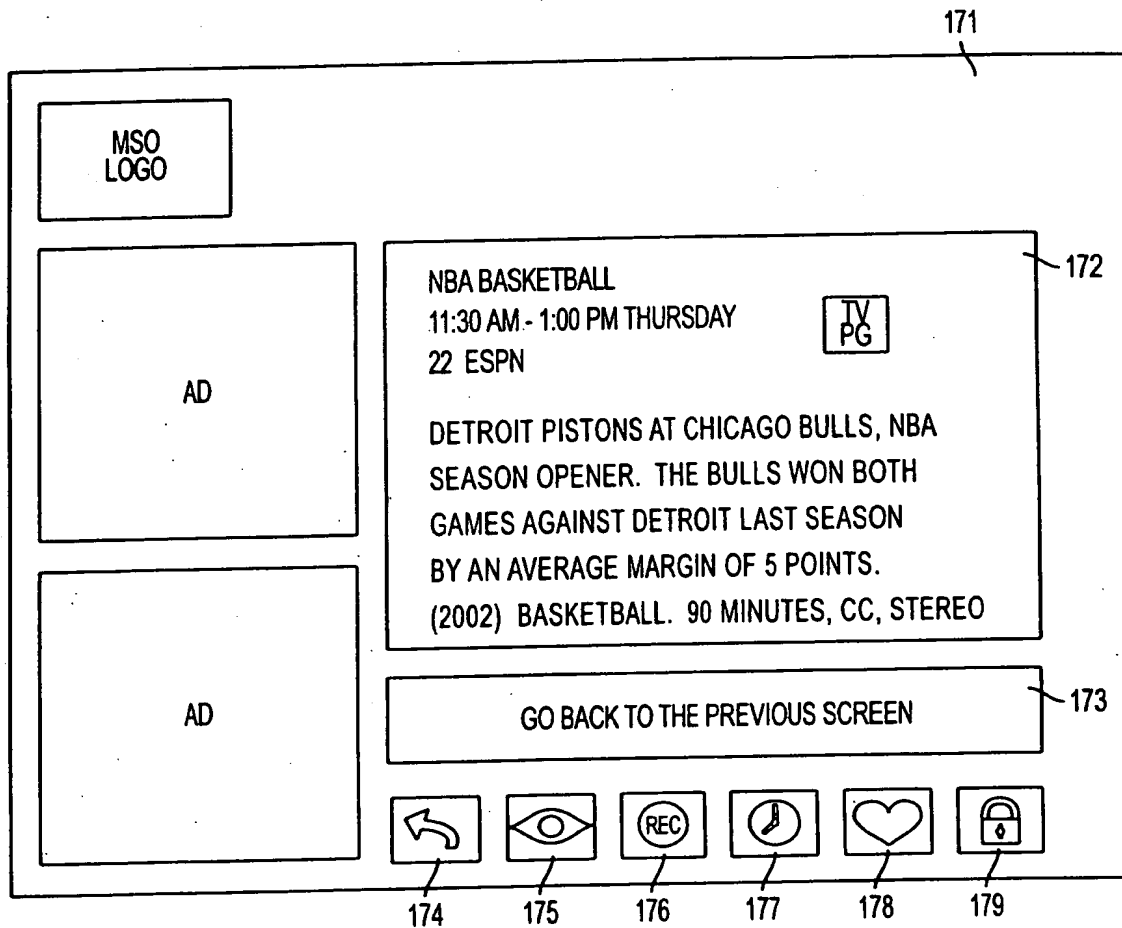 171
MSO
LOGO
172
NBA BASKETBALL
11:30 AM - 1:00 PM THURSDAY
22 ESPN
TV
PG
AD
DETROIT PISTONS AT CHICAGO BULLS, NBA
SEASON OPENER. THE BULLS WON BOTH
GAMES AGAINST DETROIT LAST SEASON
BY AN AVERAGE MARGIN OF 5 POINTS.
(2002) BASKETBALL. 90 MINUTES, CC, STEREO
AD
GO BACK TO THE PREVIOUS SCREEN
173
REC
174
175
176
177
178
179